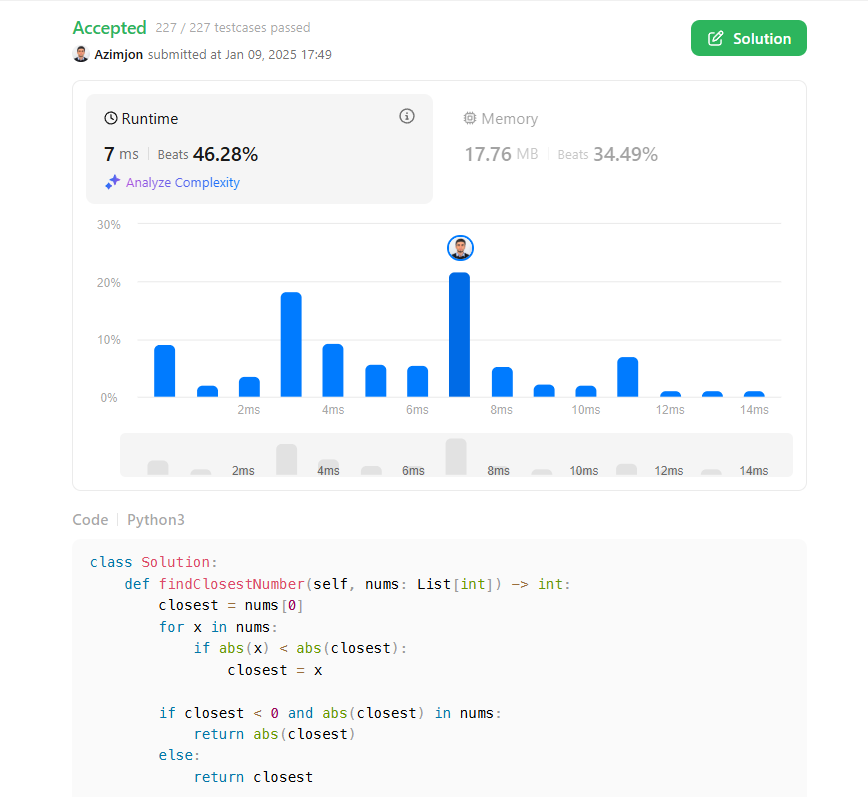 Accepted 227 / 227 testcases passed
Azimjon submitted at Jan 09, 2025 17:49
Solution
Runtime
7 ms | Beats 46.28%
Analyze Complexity
Memory
17.76 MB | Beats 34.49%
30%
20%
10%
0%
2ms 4ms 6ms 8ms 10ms 12ms 14ms
2ms 4ms 6ms 8ms 10ms 12ms 14ms
Code | Python3
class Solution:
    def findClosestNumber(self, nums: List[int]) -> int:
        closest = nums[0]
        for x in nums:
            if abs(x) < abs(closest):
                closest = x
        if closest < 0 and abs(closest) in nums:
            return abs(closest)
        else:
            return closest